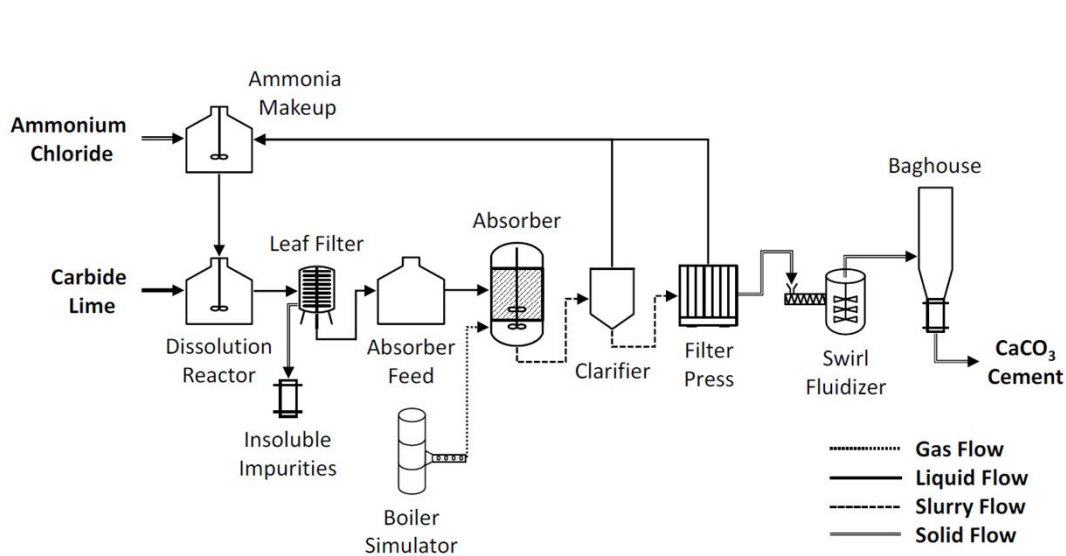 Ammonia
Makeup
Ammonium
Chloride
Baghouse
Absorber
Leaf Filter
Carbide
Lime
Dissolution
Reactor
Absorber
Feed
Clarifier
Filter
Press
Swirl
Fluidizer
CaCO₃
Cement
Insoluble
Impurities
Boiler
Simulator
Gas Flow
Liquid Flow
Slurry Flow
Solid Flow